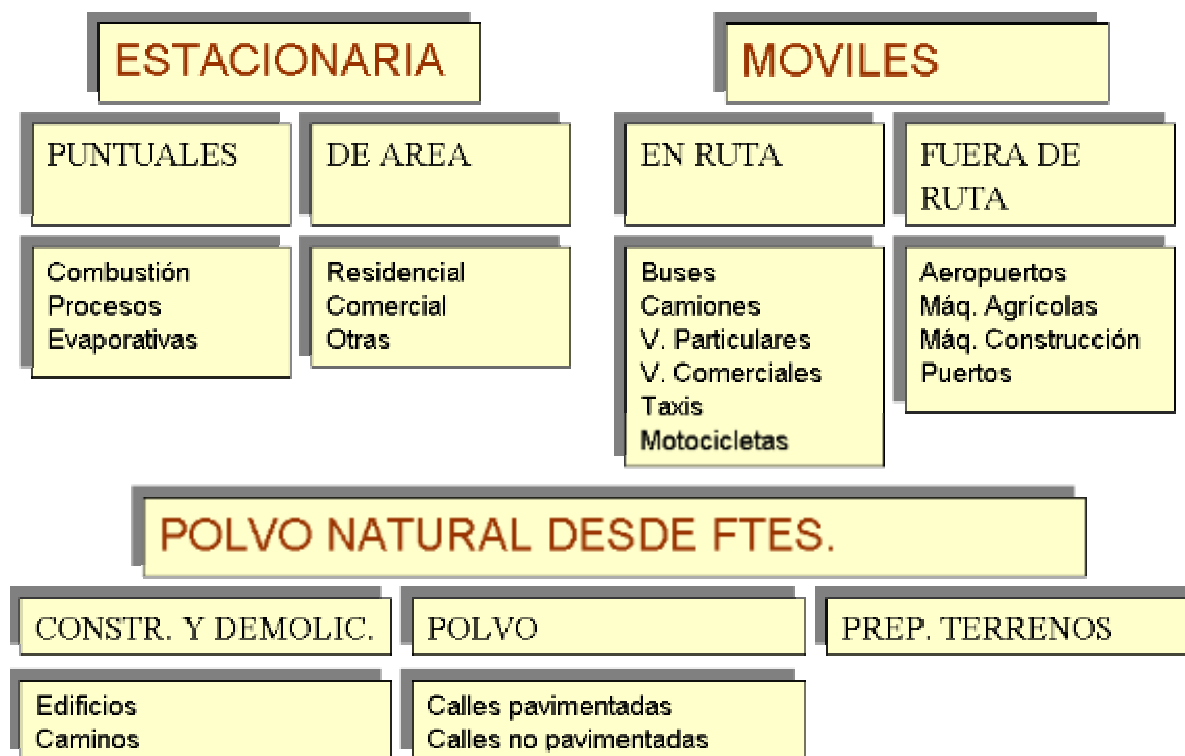 ESTACIONARIA
PUNTUALES
Combustión
Procesos
Evaporativas
DE AREA
Residencial
Comercial
Otras
MOVILES
EN RUTA
Buses
Camiones
V. Particulares
V. Comerciales
Taxis
Motocicletas
FUERA DE
RUTA
Aeropuertos
Máq. Agrícolas
Máq. Construcción
Puertos
POLVO NATURAL DESDE FTES.
CONSTR. Y DEMOLIC.
Edificios
Caminos
POLVO
Calles pavimentadas
Calles no pavimentadas
PREP. TERRENOS